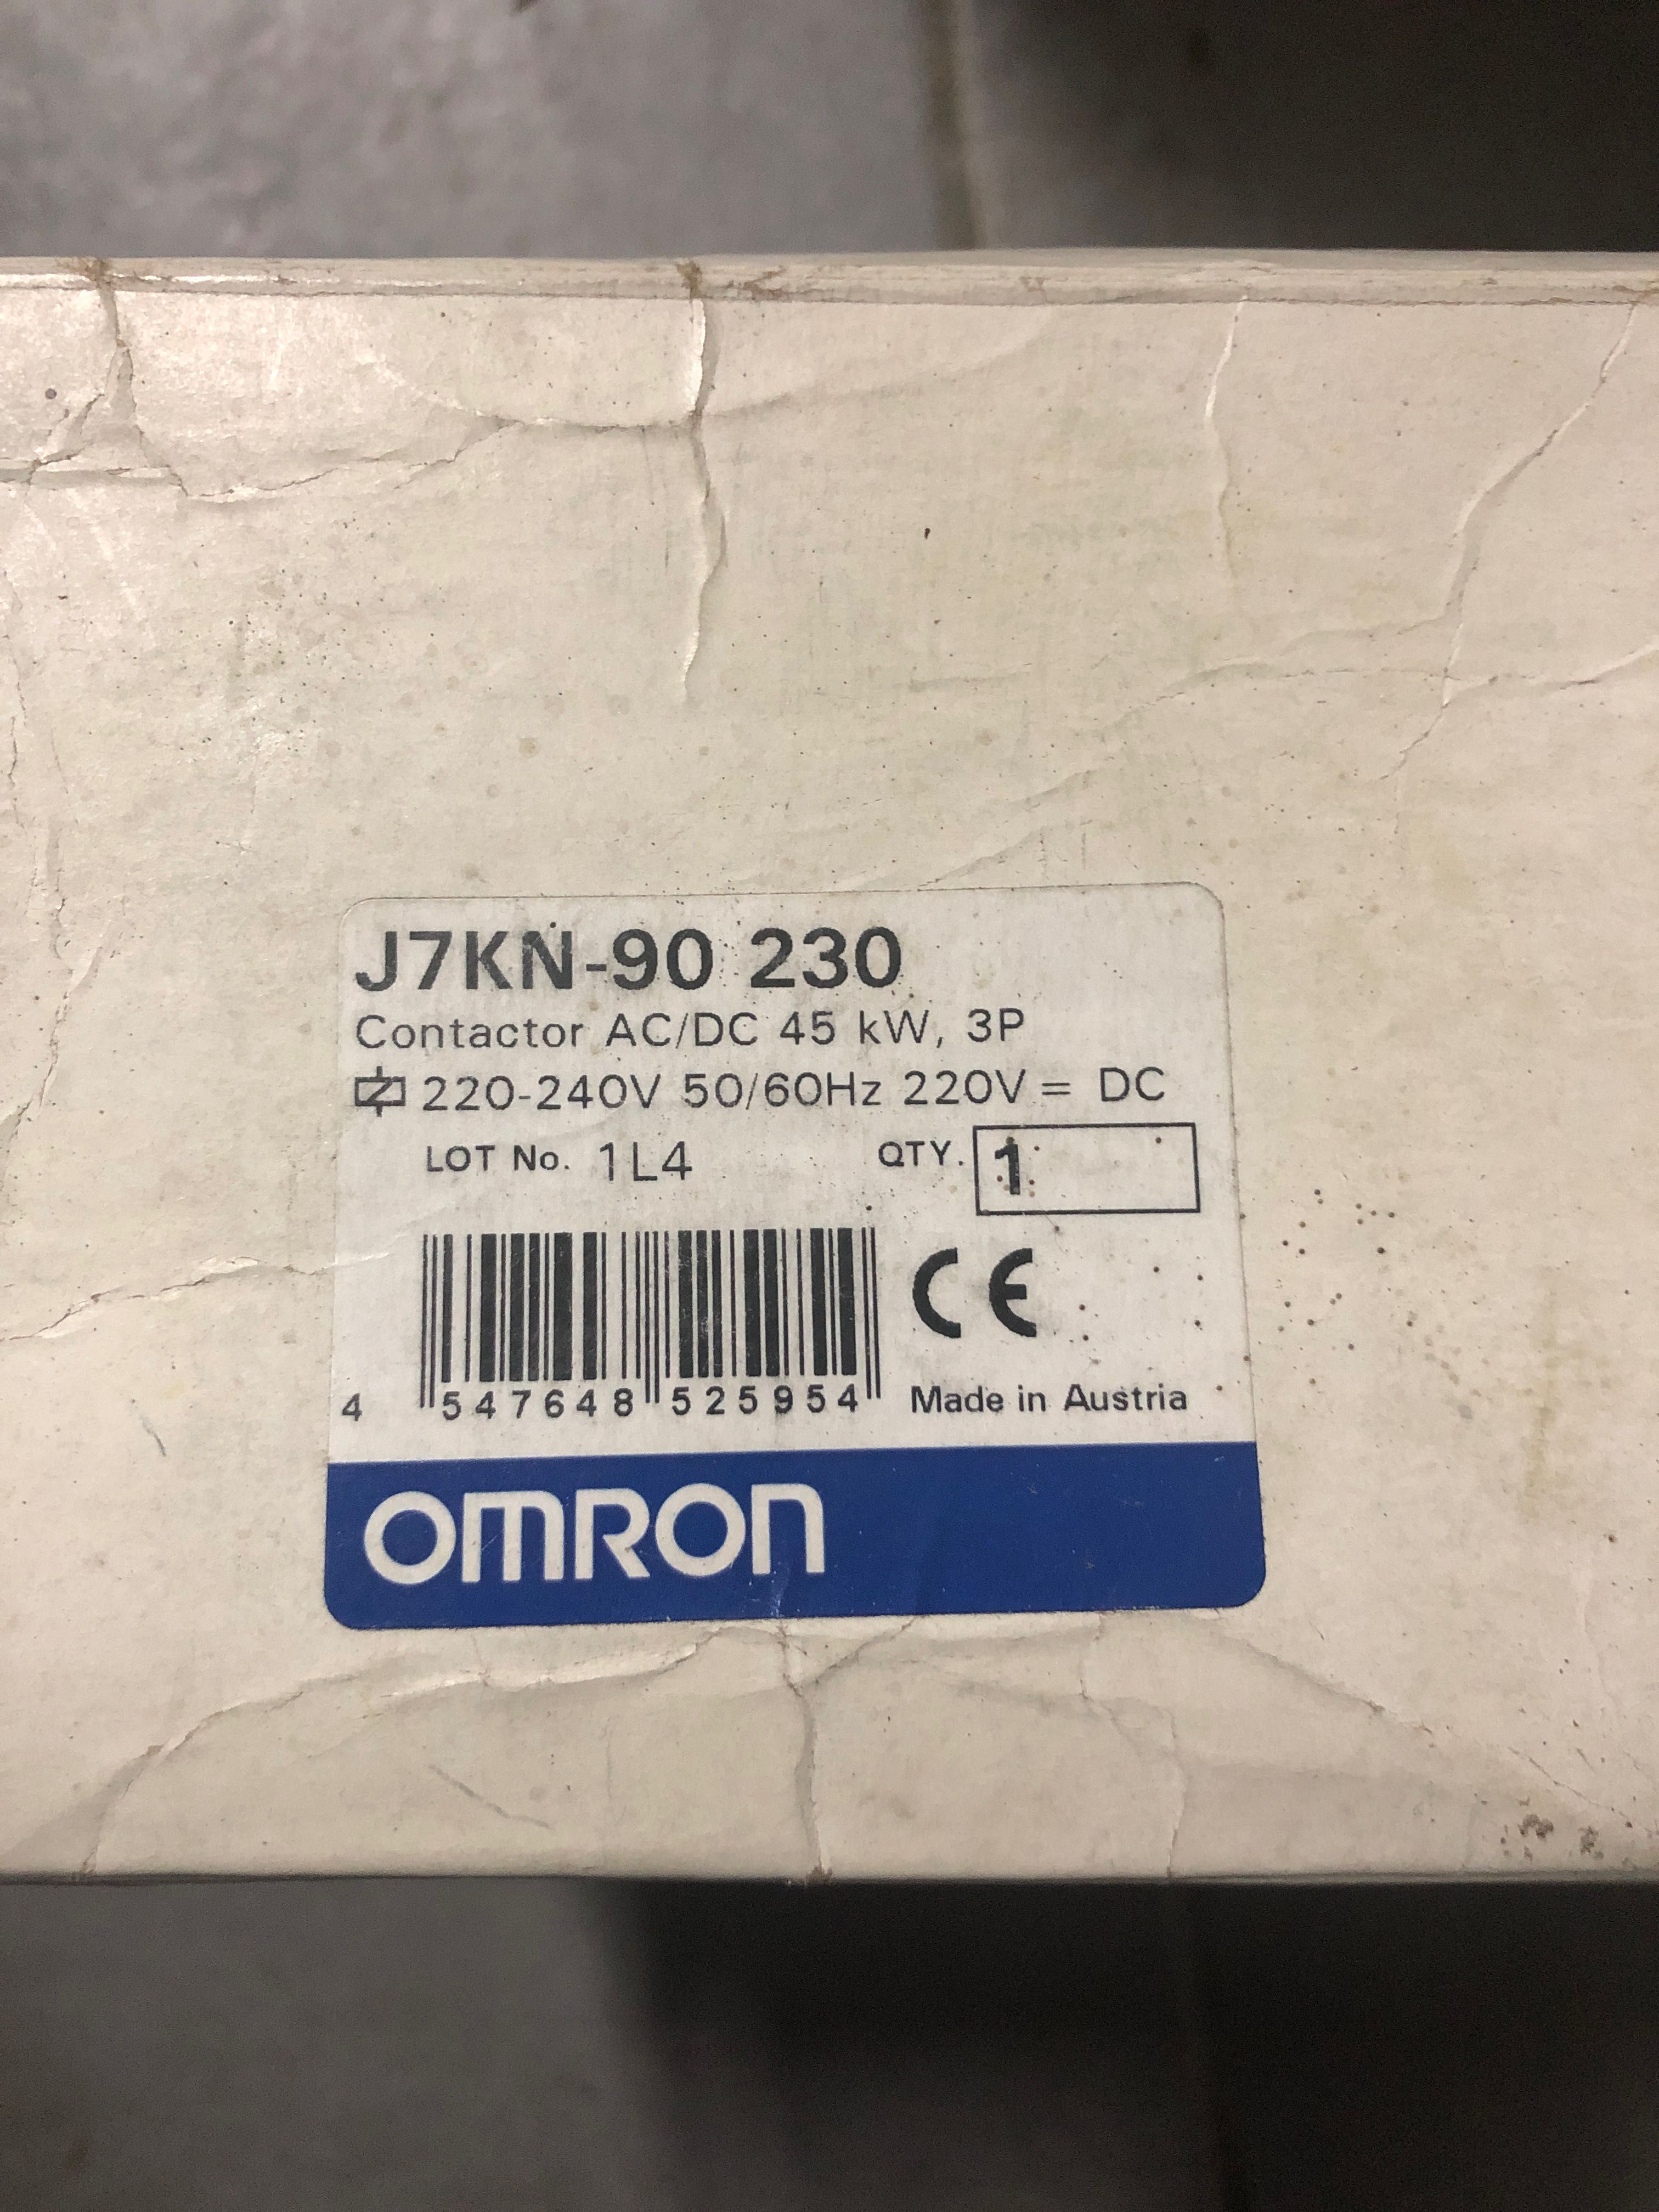 J7KN-90 230
Contactor AC/DC 45 kW, 3P
220-240V 50/60Hz 220V = DC
LOT No. 1L4 QTY. 1
CE
4 547648 525954 Made in Austria
OMRON